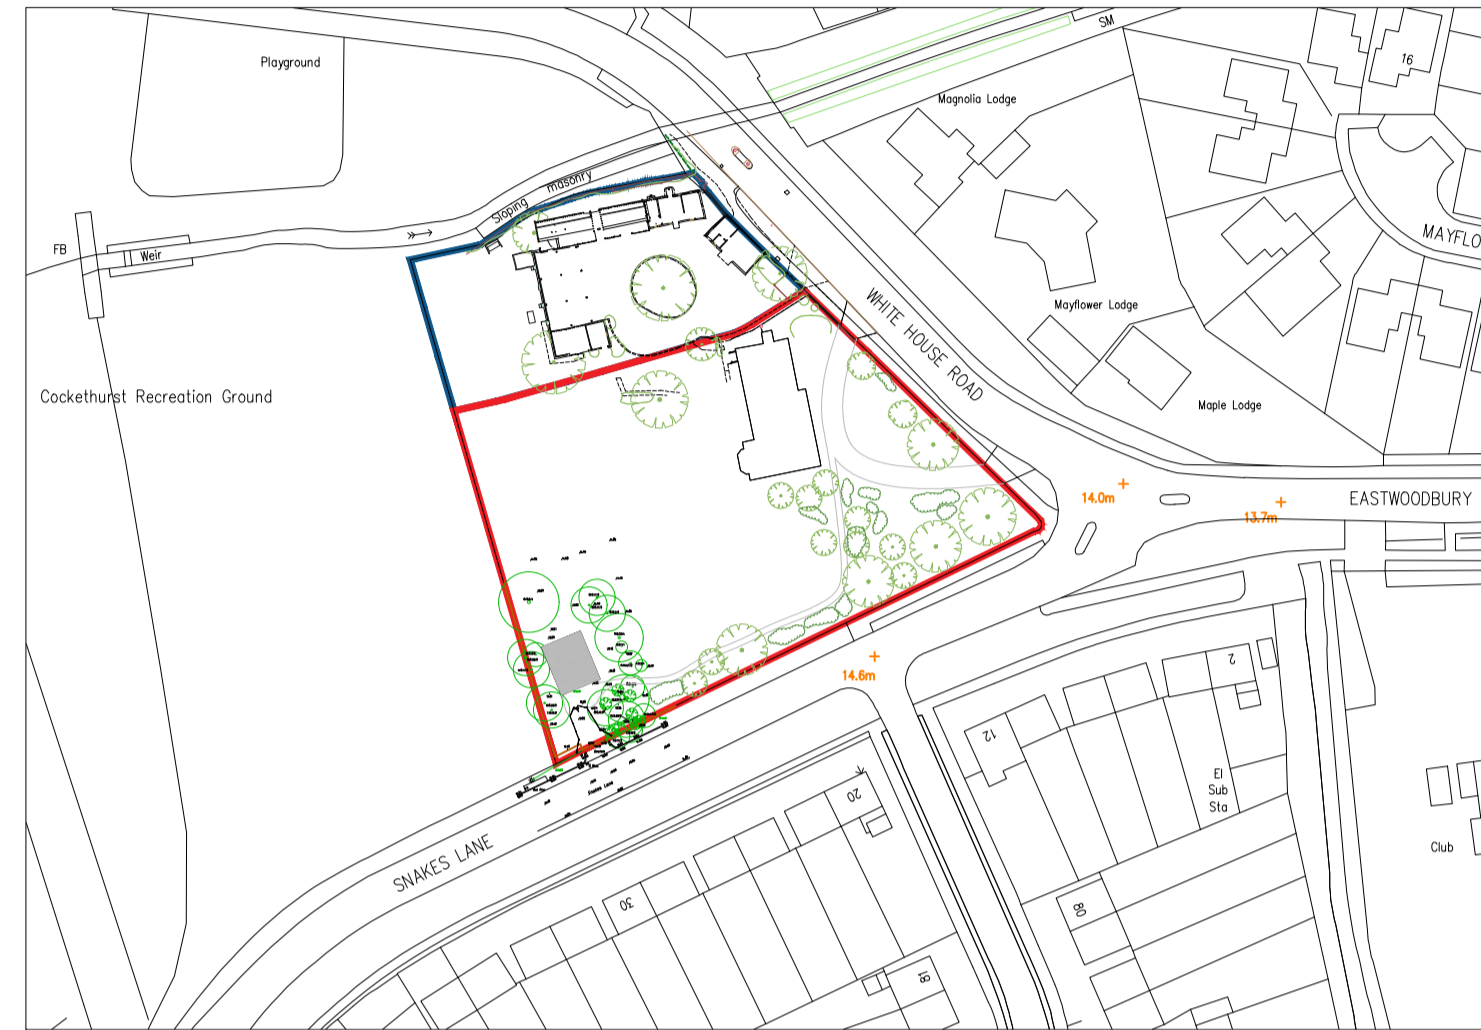 SM
16
Playground
Magnolia Lodge
masonry
Sloping
MAYFLO
FB
Weir
Mayflower Lodge
WHITE HOUSE ROAD
Cockethurst Recreation Ground
Maple Lodge
14.0m
EASTWOODBURY
13.7m
14.6m
2
12
El
Sub
Sta
20
SNAKES LANE
Club
30
80
18